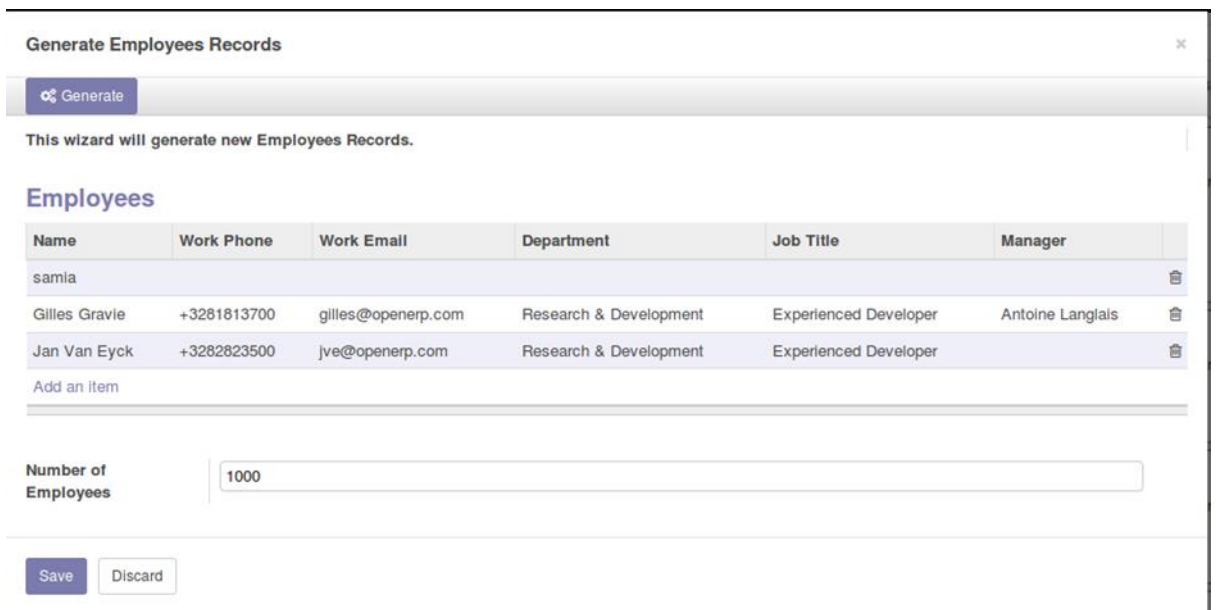 Generate Employees Records ×
Generate
This wizard will generate new Employees Records.
Employees
Name Work Phone Work Email Department Job Title Manager
samia
Gilles Gravie +3281813700 gilles@openerp.com Research & Development Experienced Developer Antoine Langlais
Jan Van Eyck +3282823500 jve@openerp.com Research & Development Experienced Developer
Add an item
Number of
Employees
1000
Save Discard